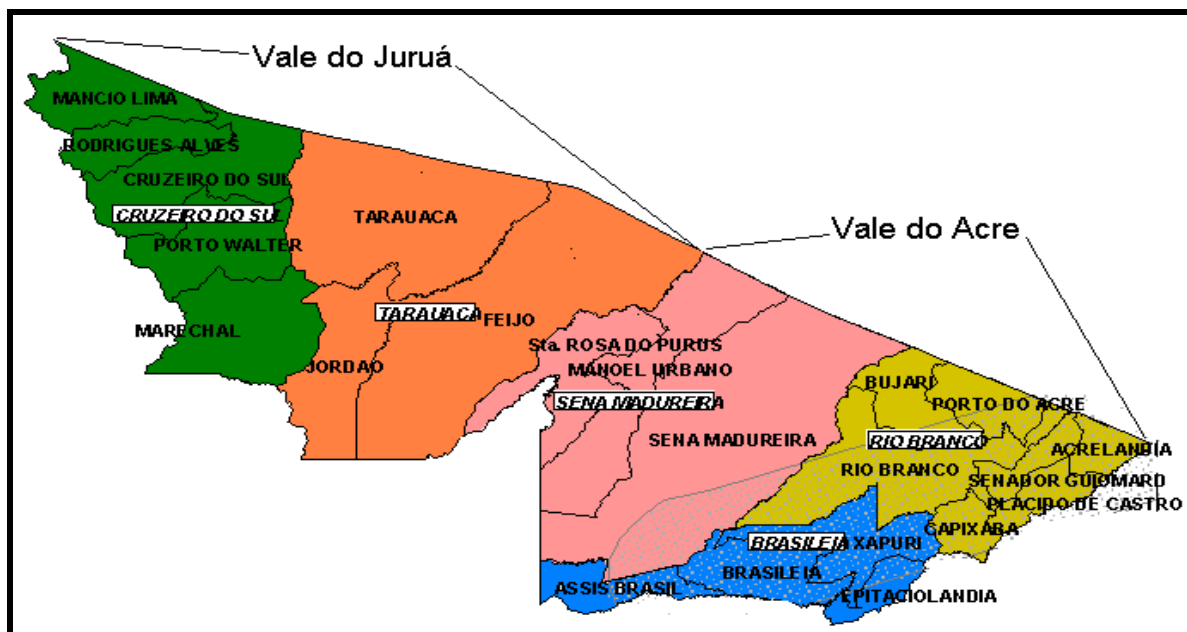 Vale do Juruá
MANCIO LIMA
RODRIGUES ALVES
CRUZEIRO DO SUL
CRUZEIRO DO SUL
PORTO WALTER
MARECHAL
TARAUACA
TARAUACA
FEIJO
JORDAO
Vale do Acre
Sta. ROSA DO PURUS
MANOEL URBANO
SENA MADUREIRA
SENA MADUREIRA
BUJARI
PORTO DO ACRE
RIO BRANCO
RIO BRANCO
ACRELANDIA
SENADOR GUIOMARD
PLACIDO DE CASTRO
CAPIXABA
BRASILEIA
XAPURI
BRASILEIA
ASSIS BRASIL
EPITACIOLANDIA